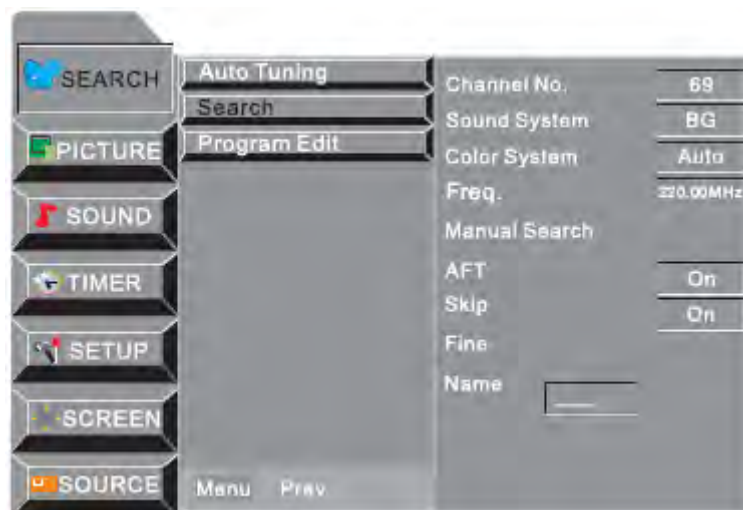 SEARCH
PICTURE
SOUND
TIMER
SETUP
SCREEN
SOURCE
Auto Tuning
Search
Program Edit
Menu Prev
Channel No. 69
Sound System BG
Color System Auto
Freq. 220.00MHz
Manual Search
AFT On
Skip On
Fine
Name